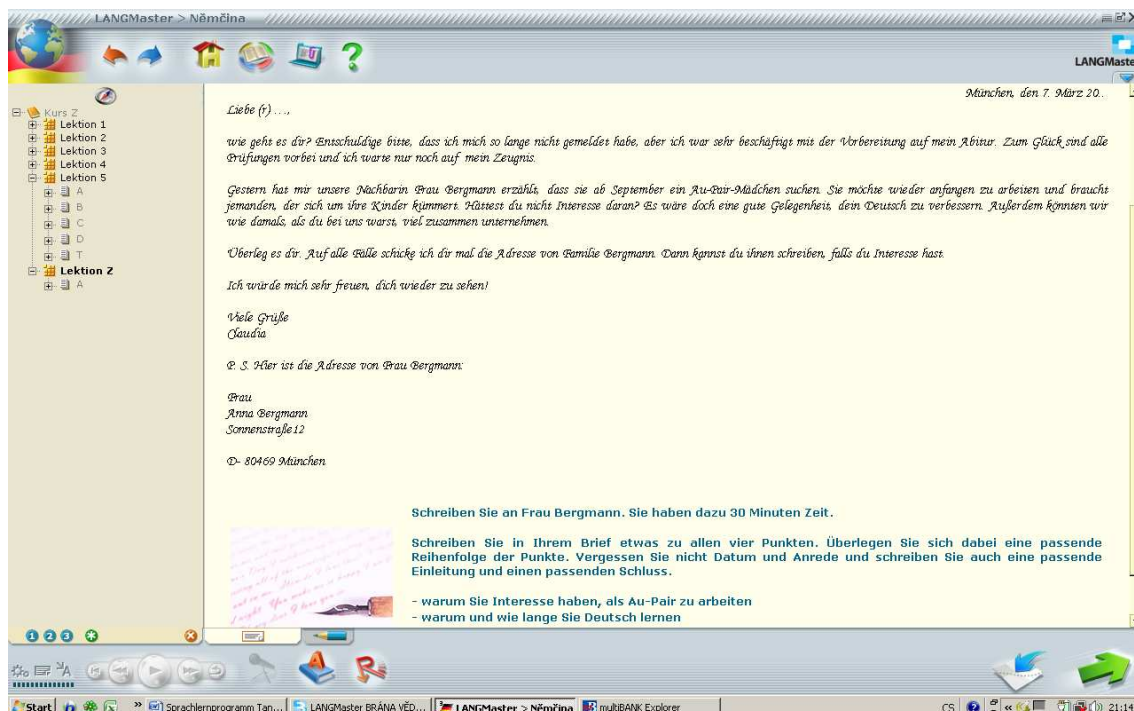 LANGMaster > Němčina
LANGMaste
Kurs Z
Lektion 1
Lektion 2
Lektion 3
Lektion 4
Lektion 5
A
B
C
D
T
Lektion Z
A
München, den 7. März 20..
Liebe (r) ...,
wie geht es dir? Entschuldige bitte, dass ich mich so lange nicht gemeldet habe, aber ich war sehr beschäftigt mit der Vorbereitung auf mein Abitur. Zum Glück sind alle
Prüfungen vorbei und ich warte nur noch auf mein Zeugnis.
Gestern hat mir unsere Nachbarin Frau Bergmann erzählt, dass sie ab September ein Au-Pair-Mädchen suchen. Sie möchte wieder anfangen zu arbeiten und braucht
jemanden, der sich um ihre Kinder kümmert. Hättest du nicht Interesse daran? Es wäre doch eine gute Gelegenheit, dein Deutsch zu verbessern. Außerdem könnten wir
wie damals, als du bei uns warst, viel zusammen unternehmen.
Überleg es dir. Auf alle Fälle schicke ich dir mal die Adresse von Familie Bergmann. Dann kannst du ihnen schreiben, falls du Interesse hast.
Ich würde mich sehr freuen, dich wieder zu sehen!
Viele Grüße
Claudia
P. S. Hier ist die Adresse von Frau Bergmann:
Frau
Anna Bergmann
Sonnenstraße 12
D- 80469 München
Schreiben Sie an Frau Bergmann. Sie haben dazu 30 Minuten Zeit.
Schreiben Sie in Ihrem Brief etwas zu allen vier Punkten. Überlegen Sie sich dabei eine passende
Reihenfolge der Punkte. Vergessen Sie nicht Datum und Anrede und schreiben Sie auch eine passende
Einleitung und einen passenden Schluss.
- warum Sie Interesse haben, als Au-Pair zu arbeiten
- warum und wie lange Sie Deutsch lernen
1 2 3
Start
Sprachlernprogramm Tan...
LANGMaster BRÁNA VĚD...
LANGMaster > Němčina
multiBANK Explorer
CS
21:14